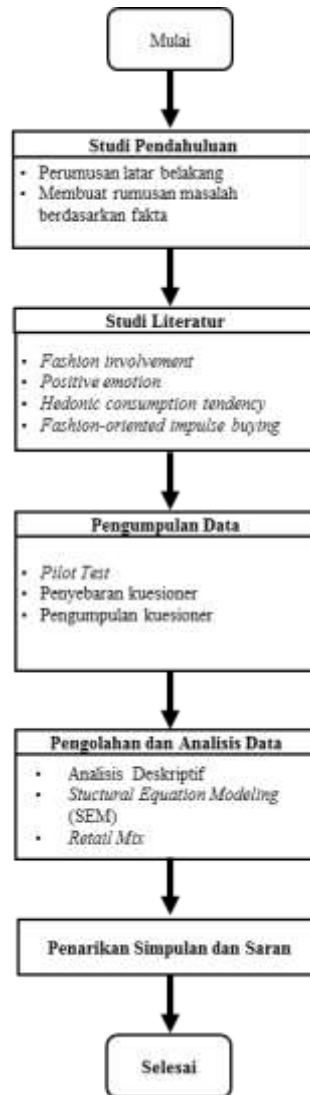 Mulai
Studi Pendahuluan
• Perumusan latar belakang
• Membuat rumusan masalah
berdasarkan fakta
Studi Literatur
• Fashion involvement
• Positive emotion
• Hedonic consumption tendency
• Fashion-oriented impulse buying
Pengumpulan Data
• Pilot Test
• Penyebaran kuesioner
• Pengumpulan kuesioner
Pengolahan dan Analisis Data
• Analisis Deskriptif
• Stuctural Equation Modeling
(SEM)
• Retail Mix
Penarikan Simpulan dan Saran
Selesai